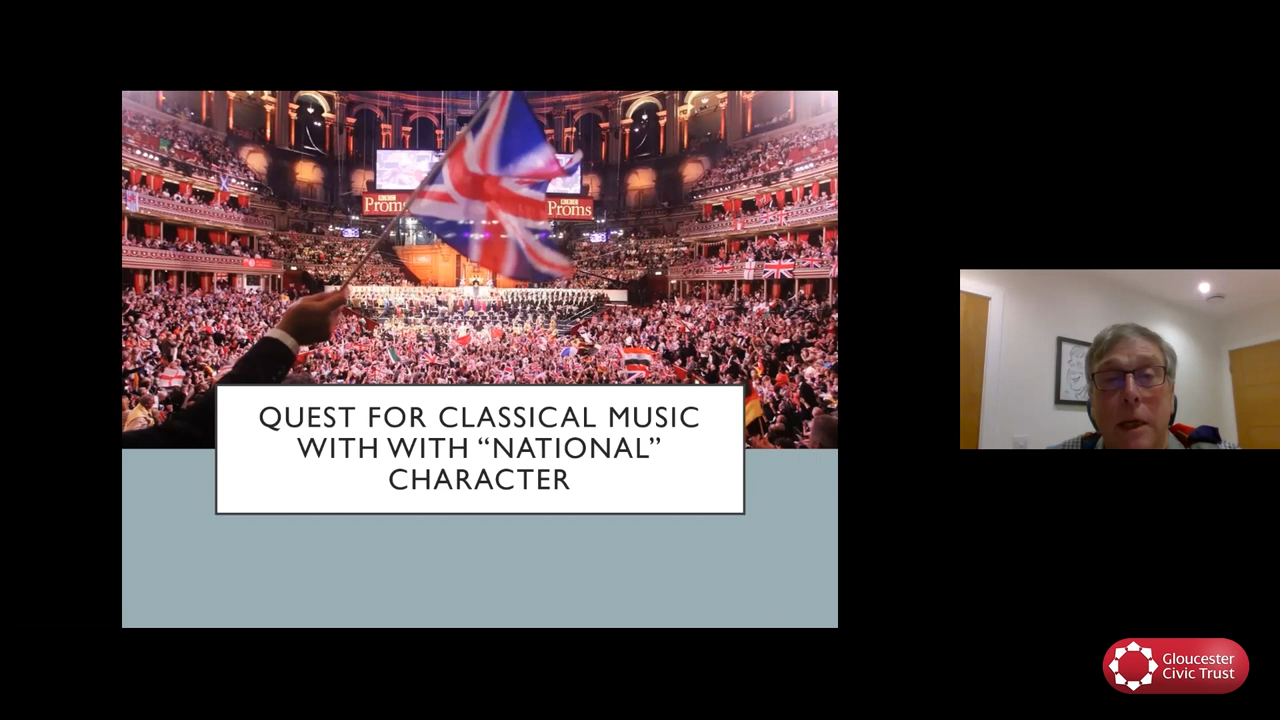 BBC
Proms
BBC
Proms
QUEST FOR CLASSICAL MUSIC
WITH WITH “NATIONAL”
CHARACTER
Gloucester
Civic Trust